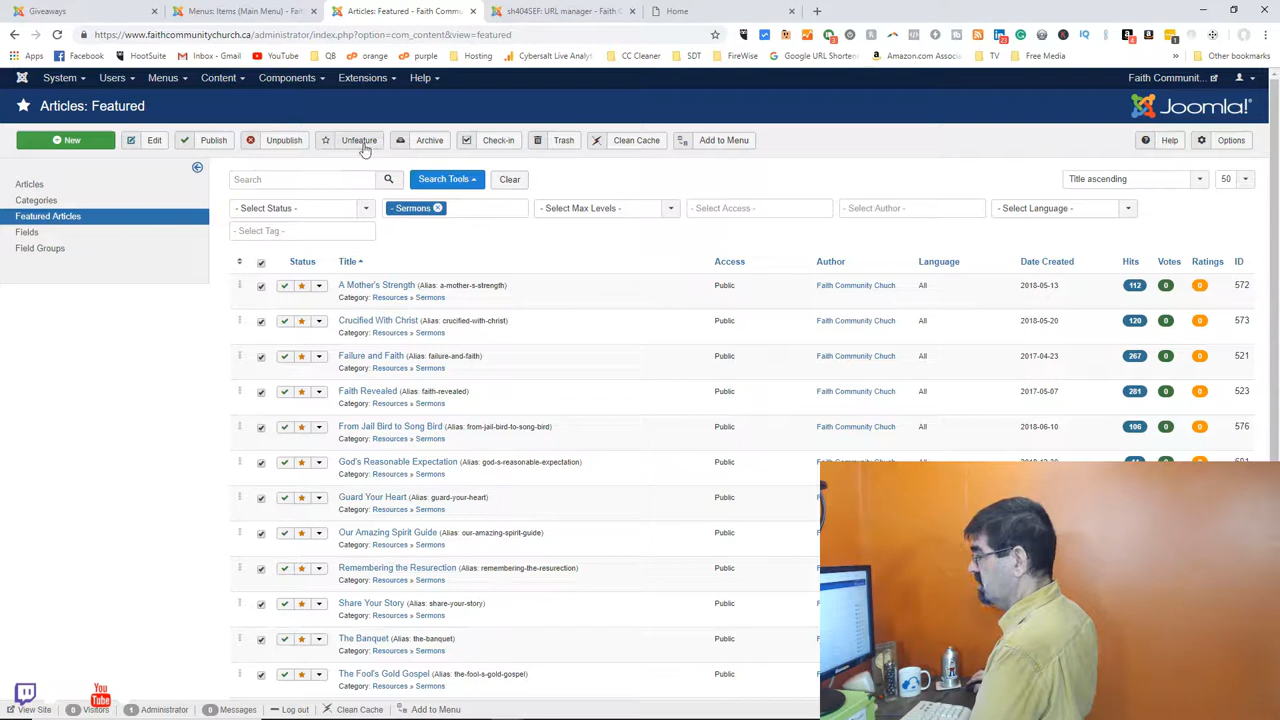 Giveaways
Menus: Items (Main Menu) - Fait
Articles: Featured - Faith Commu
sh404SEF: URL manager - Faith C
Home
https://www.faithcommunitychurch.ca/administrator/index.php?option=com_content&view=featured
Apps
Facebook
Inbox - Gmail
QB
orange
purple
Hosting
Cybersalt Live Analy
CC Cleaner
SDT
FireWise
Google URL Shorten
Amazon.com Associ
TV
Free Media
Other bookmarks
System
Users
Menus
Content
Components
Extensions
Help
Faith Communit...
Articles: Featured
Joomla!
New
Edit
Publish
Unpublish
Unfeature
Archive
Check-in
Trash
Clean Cache
Add to Menu
Help
Options
Articles
Categories
Featured Articles
Fields
Field Groups
Search
Search Tools
Clear
Title ascending
50
- Select Status -
- Sermons
- Select Max Levels -
- Select Access -
- Select Author -
- Select Language -
- Select Tag -
Status Title Access Author Language Date Created Hits Votes Ratings ID
A Mother's Strength (Alias: a-mother-s-strength) Public Faith Community Chuch All 2018-05-13 112 0 0 572
Category: Resources » Sermons
Crucified With Christ (Alias: crucified-with-christ) Public Faith Community Chuch All 2018-05-20 120 0 0 573
Category: Resources » Sermons
Failure and Faith (Alias: failure-and-faith) Public Faith Community Chuch All 2017-04-23 267 0 0 521
Category: Resources » Sermons
Faith Revealed (Alias: faith-revealed) Public Faith Community Chuch All 2017-05-07 281 0 0 523
Category: Resources » Sermons
From Jail Bird to Song Bird (Alias: from-jail-bird-to-song-bird) Public Faith Community Chuch All 2018-06-10 106 0 0 576
Category: Resources » Sermons
God's Reasonable Expectation (Alias: god-s-reasonable-expectation) Public
Category: Resources » Sermons
Guard Your Heart (Alias: guard-your-heart) Public
Category: Resources » Sermons
Our Amazing Spirit Guide (Alias: our-amazing-spirit-guide) Public
Category: Resources » Sermons
Remembering the Resurection (Alias: remembering-the-resurection) Public
Category: Resources » Sermons
Share Your Story (Alias: share-your-story) Public
Category: Resources » Sermons
The Banquet (Alias: the-banquet) Public
Category: Resources » Sermons
The Fool's Gold Gospel (Alias: the-fool-s-gold-gospel) Public
Category: Resources » Sermons
You
Tube
View Site
0 Visitors
1 Administrator
0 Messages
Log out
Clean Cache
Add to Menu